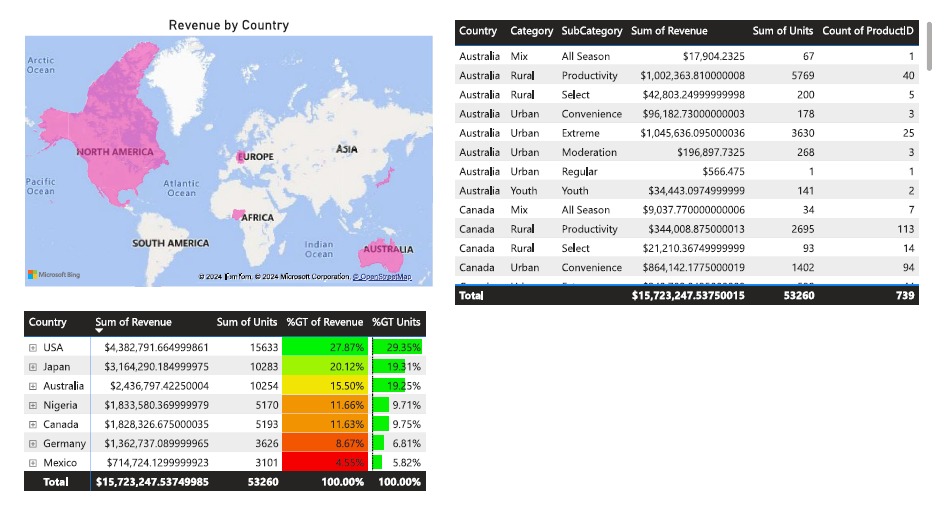 Revenue by Country
Arctic
Ocean
NORTH AMERICA
EUROPE
ASIA
Pacific
Ocean
Atlantic
Ocean
AFRICA
SOUTH AMERICA
Indian
Ocean
AUSTRALIA
Microsoft Bing
© 2024 TomTom, © 2024 Microsoft Corporation, © OpenStreetMap
Country Category SubCategory Sum of Revenue Sum of Units Count of ProductID
Australia Mix All Season $17,904.2325 67 1
Australia Rural Productivity $1,002,363.810000008 5769 40
Australia Rural Select $42,803.24999999998 200 5
Australia Urban Convenience $96,182.73000000003 178 3
Australia Urban Extreme $1,045,636.095000036 3630 25
Australia Urban Moderation $196,897.7325 268 3
Australia Urban Regular $566.475 1 1
Australia Youth Youth $34,443.0974999999 141 2
Canada Mix All Season $9,037.770000000006 34 7
Canada Rural Productivity $344,008.875000013 2695 113
Canada Rural Select $21,210.36749999999 93 14
Canada Urban Convenience $864,142.1775000019 1402 94
Total $15,723,247.53750015 53260 739
Country Sum of Revenue Sum of Units %GT of Revenue %GT Units
USA $4,382,791.664999861 15633 27.87% 29.35%
Japan $3,164,290.184999975 10283 20.12% 19.31%
Australia $2,436,797.42250004 10254 15.50% 19.25%
Nigeria $1,833,580.369999979 5170 11.66% 9.71%
Canada $1,828,326.675000035 5193 11.63% 9.75%
Germany $1,362,737.089999965 3626 8.67% 6.81%
Mexico $714,724.1299999923 3101 4.55% 5.82%
Total $15,723,247.53749985 53260 100.00% 100.00%